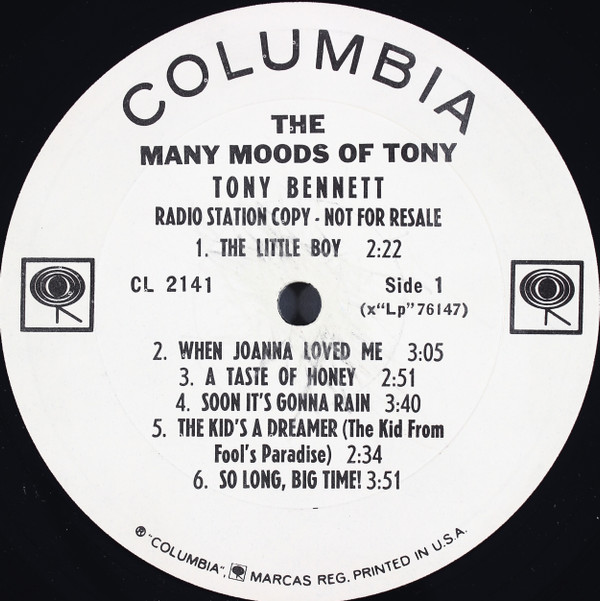 COLUMBIA
THE
MANY MOODS OF TONY
TONY BENNETT
RADIO STATION COPY - NOT FOR RESALE
1. THE LITTLE BOY 2:22
CL 2141
Side 1
(x"Lp"76147)
2. WHEN JOANNA LOVED ME 3:05
3. A TASTE OF HONEY 2:51
4. SOON IT'S GONNA RAIN 3:40
5. THE KID'S A DREAMER (The Kid From
Fool's Paradise) 2:34
6. SO LONG, BIG TIME! 3:51
® "COLUMBIA", MARCAS REG. PRINTED IN U.S.A.